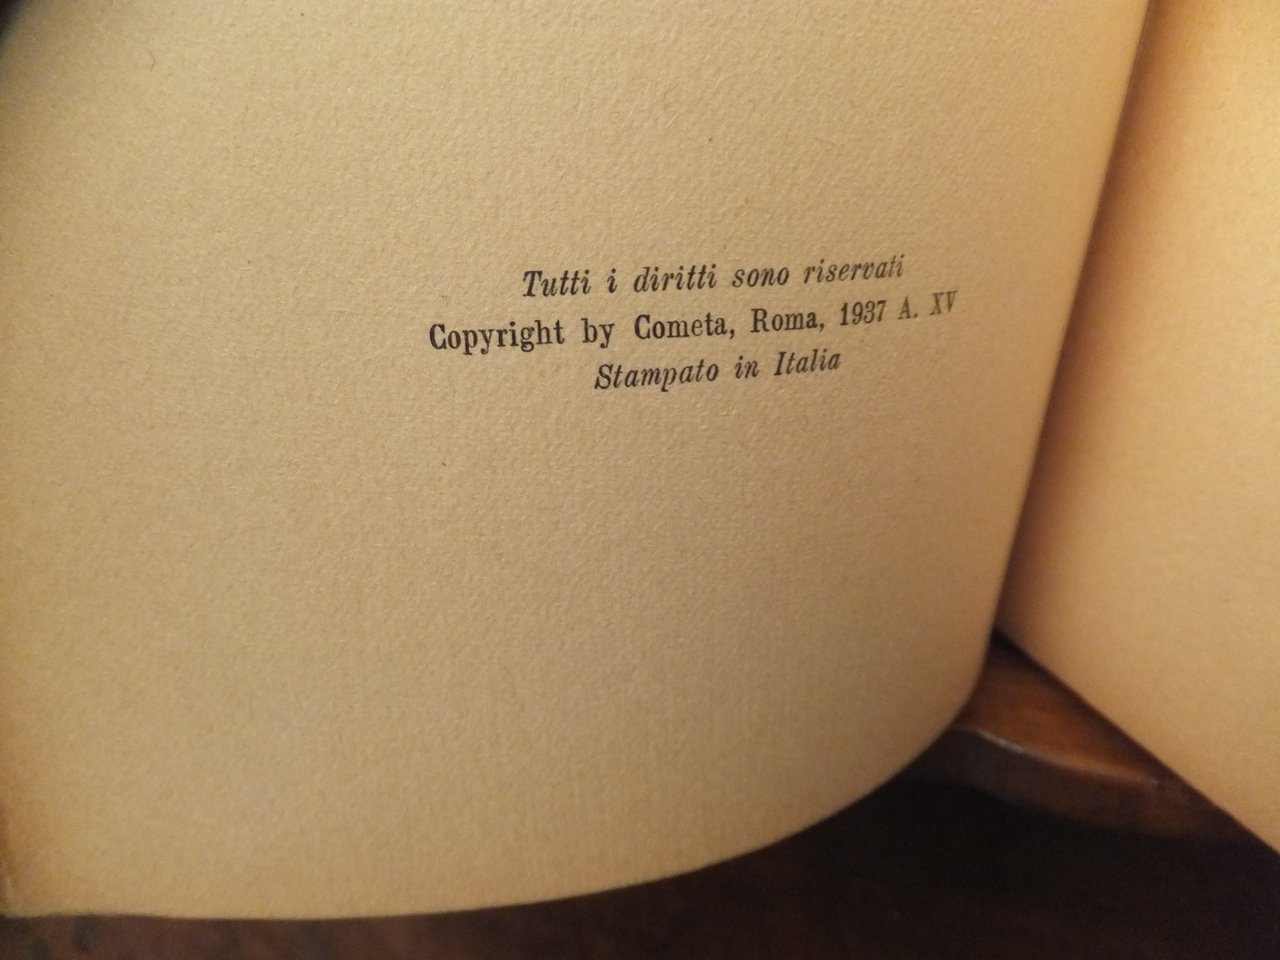 Tutti i diritti sono riservati
Copyright by Cometa, Roma, 1937 A. XV
Stampato in Italia